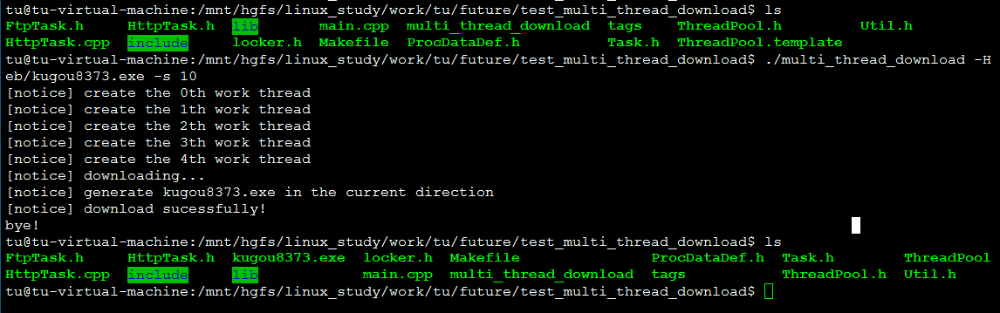 tu@tu-virtual-machine:/mnt/hgfs/linux_study/work/tu/future/test_multi_thread_download$ ls
FtpTask.h HttpTask.h lib main.cpp multi_thread_download tags ThreadPool.h Util.h
HttpTask.cpp include locker.h Makefile ProcDataDef.h Task.h ThreadPool.template
tu@tu-virtual-machine:/mnt/hgfs/linux_study/work/tu/future/test_multi_thread_download$ ./multi_thread_download -H
eb/kugou8373.exe -s 10
[notice] create the 0th work thread
[notice] create the 1th work thread
[notice] create the 2th work thread
[notice] create the 3th work thread
[notice] create the 4th work thread
[notice] downloading...
[notice] generate kugou8373.exe in the current direction
[notice] download sucessfully!
bye!
tu@tu-virtual-machine:/mnt/hgfs/linux_study/work/tu/future/test_multi_thread_download$ ls
FtpTask.h HttpTask.h kugou8373.exe locker.h Makefile ProcDataDef.h Task.h ThreadPool
HttpTask.cpp include lib main.cpp multi_thread_download tags ThreadPool.h Util.h
tu@tu-virtual-machine:/mnt/hgfs/linux_study/work/tu/future/test_multi_thread_download$